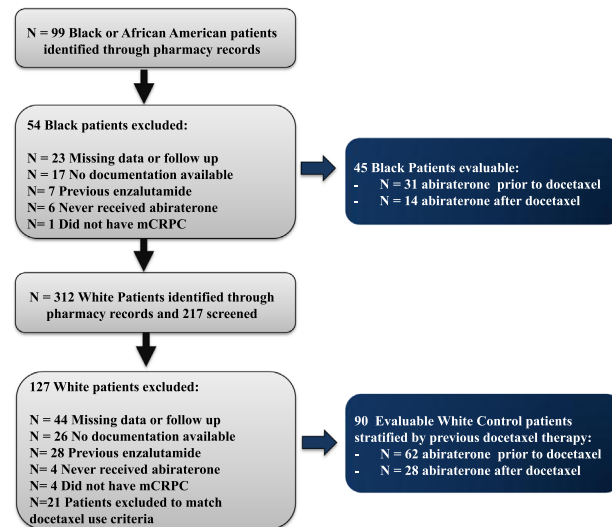 N = 99 Black or African American patients
identified through pharmacy records
54 Black patients excluded:
N = 23 Missing data or follow up
N = 17 No documentation available
N= 7 Previous enzalutamide
N= 6 Never received abiraterone
N= 1 Did not have mCRPC
45 Black Patients evaluable:
- N = 31 abiraterone prior to docetaxel
- N = 14 abiraterone after docetaxel
N = 312 White Patients identified through
pharmacy records and 217 screened
127 White patients excluded:
N = 44 Missing data or follow up
N = 26 No documentation available
N= 28 Previous enzalutamide
N= 4 Never received abiraterone
N= 4 Did not have mCRPC
N=21 Patients excluded to match
docetaxel use criteria
90 Evaluable White Control patients
stratified by previous docetaxel therapy:
- N = 62 abiraterone prior to docetaxel
- N = 28 abiraterone after docetaxel